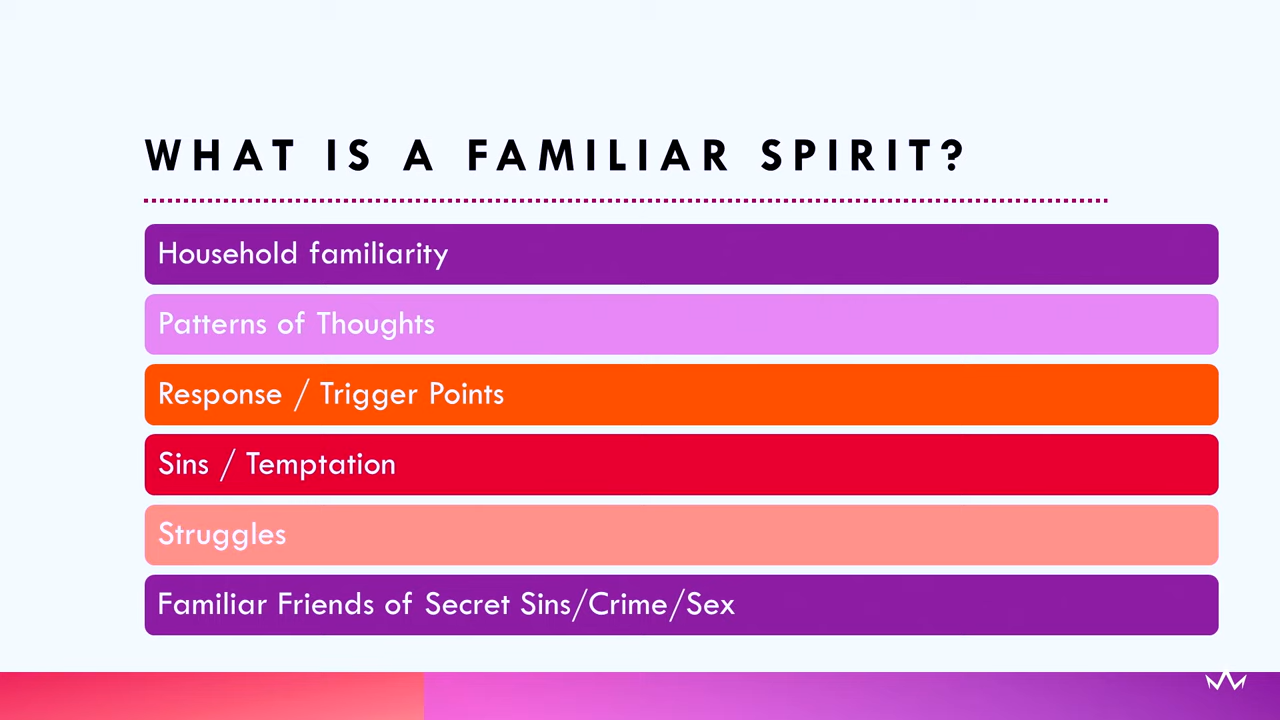 WHAT IS A FAMILIAR SPIRIT?
Household familiarity
Patterns of Thoughts
Response / Trigger Points
Sins / Temptation
Struggles
Familiar Friends of Secret Sins/Crime/Sex